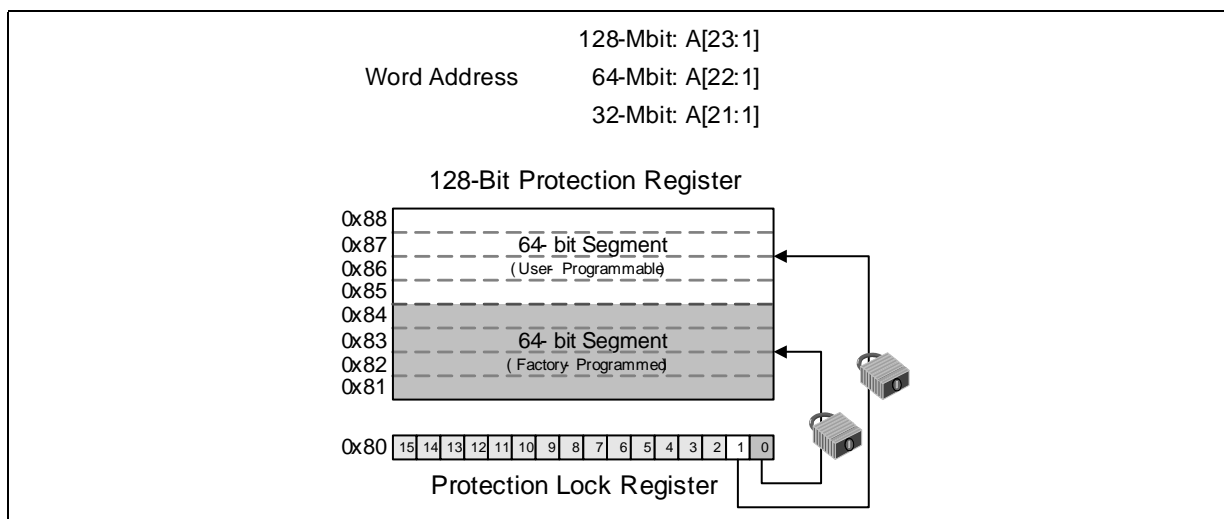 128-Mbit: A[23:1]
Word Address 64-Mbit: A[22:1]
32-Mbit: A[21:1]
128-Bit Protection Register
0x88
0x87 64- bit Segment
0x86 (User- Programmable)
0x85
0x84
0x83 64- bit Segment
0x82 (Factory- Programmed)
0x81
0x80 15 14 13 12 11 10 9 8 7 6 5 4 3 2 1 0
Protection Lock Register